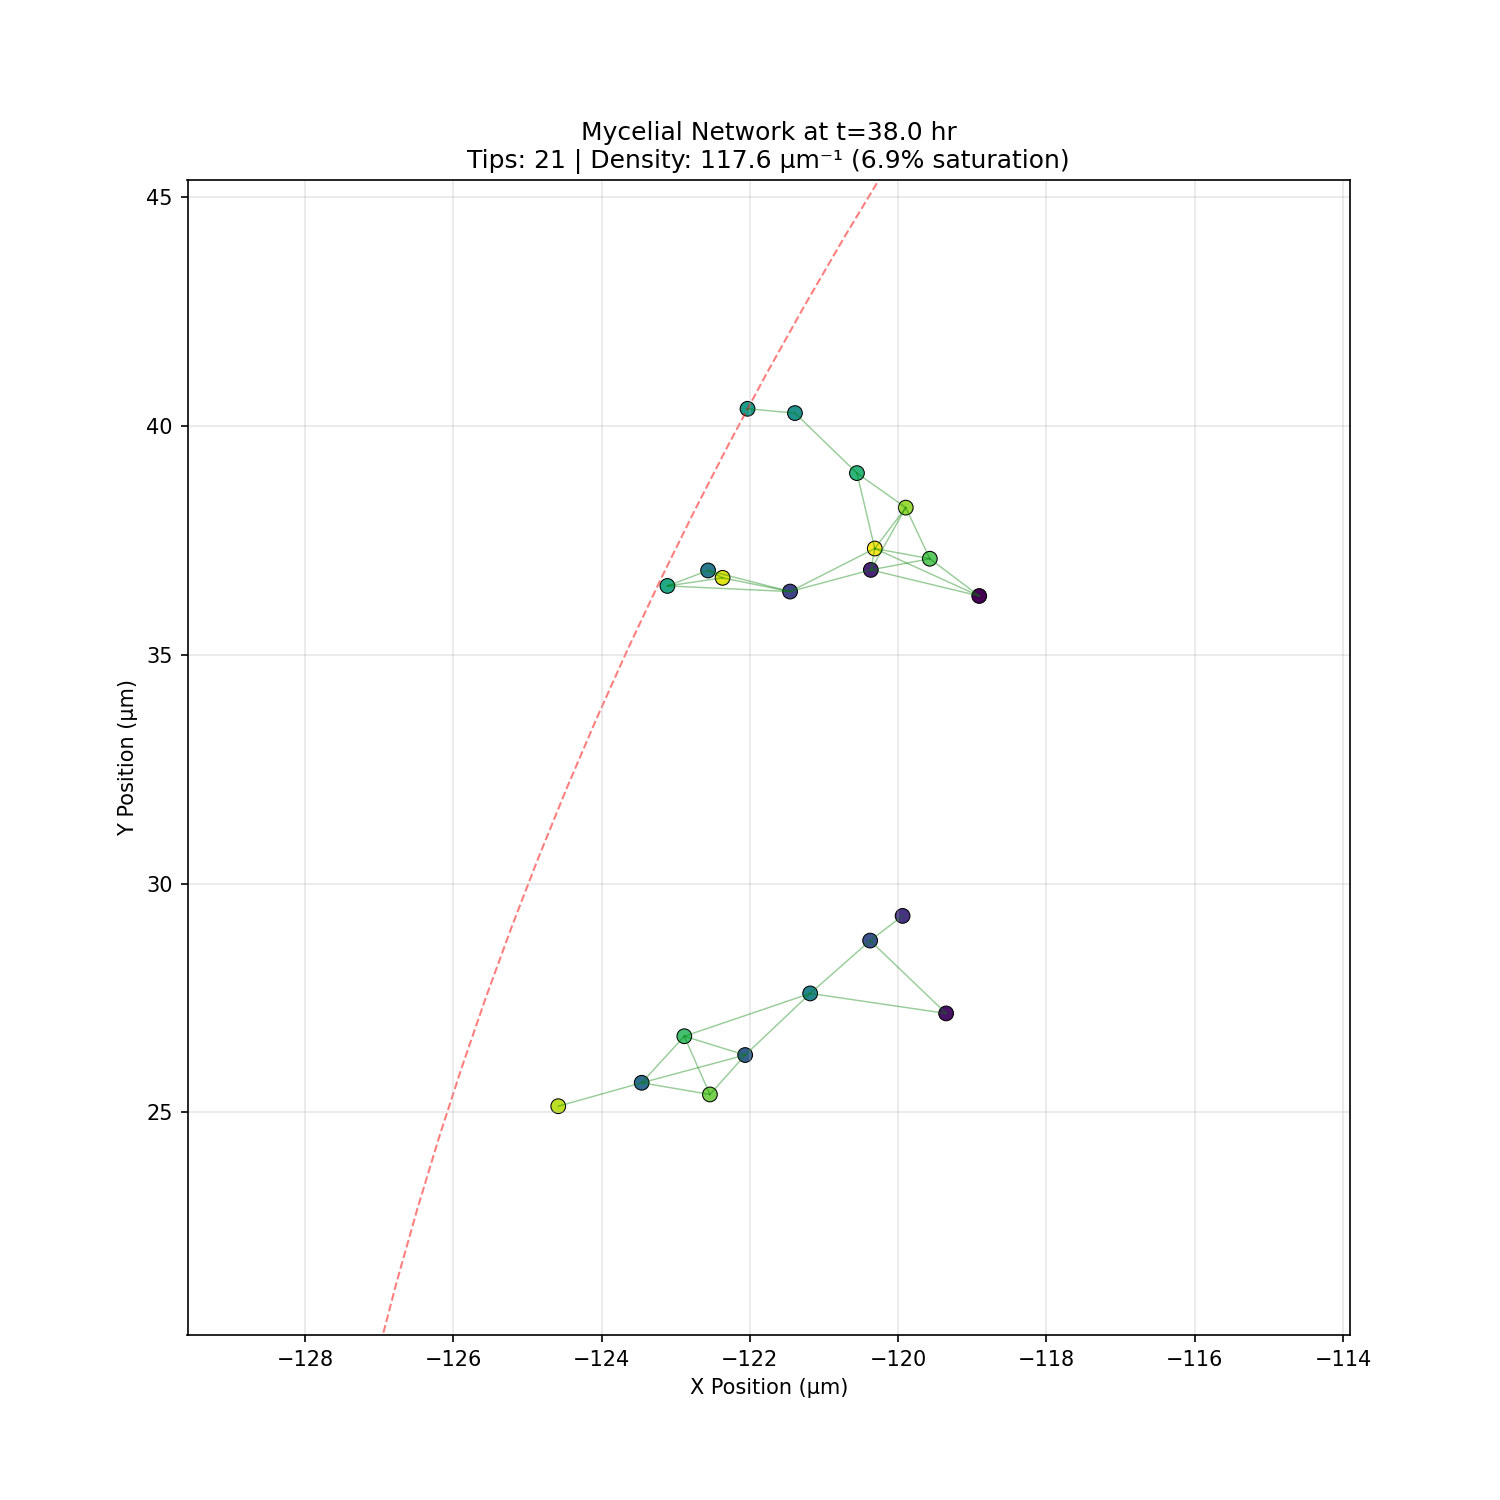 Mycelial Network at t=38.0 hr
Tips: 21 | Density: 117.6 μm⁻¹ (6.9% saturation)
45
40
35
30
25
Y Position (μm)
−128 −126 −124 −122 −120 −118 −116 −114
X Position (μm)